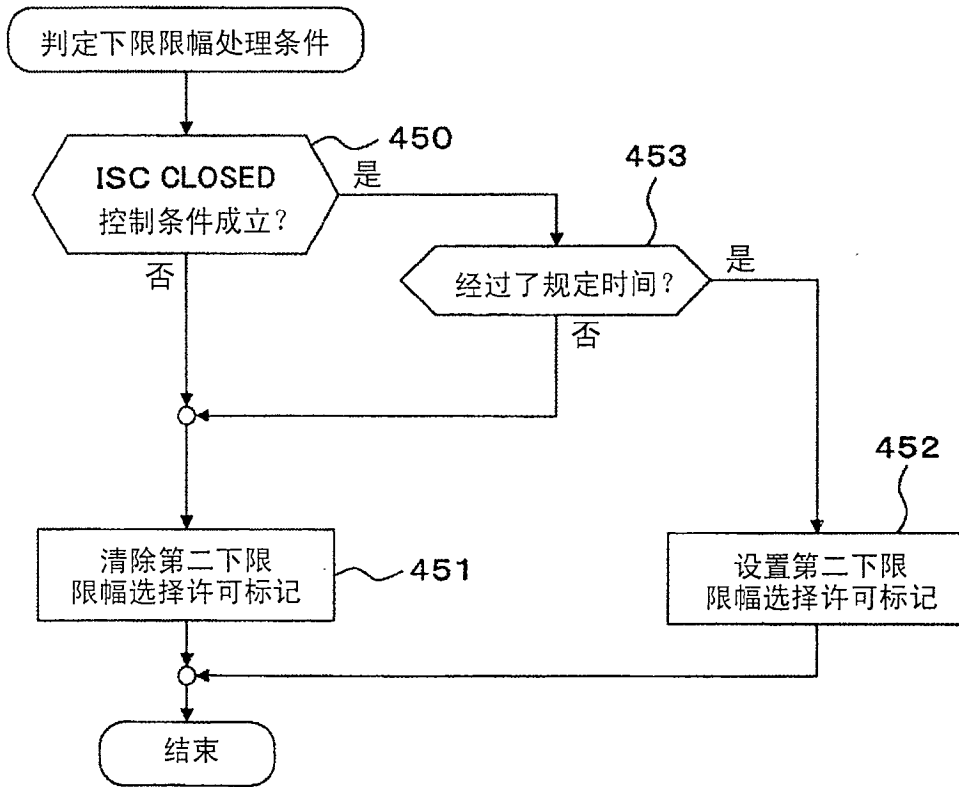 判定下限限幅处理条件
450
ISC CLOSED
控制条件成立？
是
否
453
经过了规定时间？
是
否
452
设置第二下限
限幅选择许可标记
清除第二下限
限幅选择许可标记
451
结束